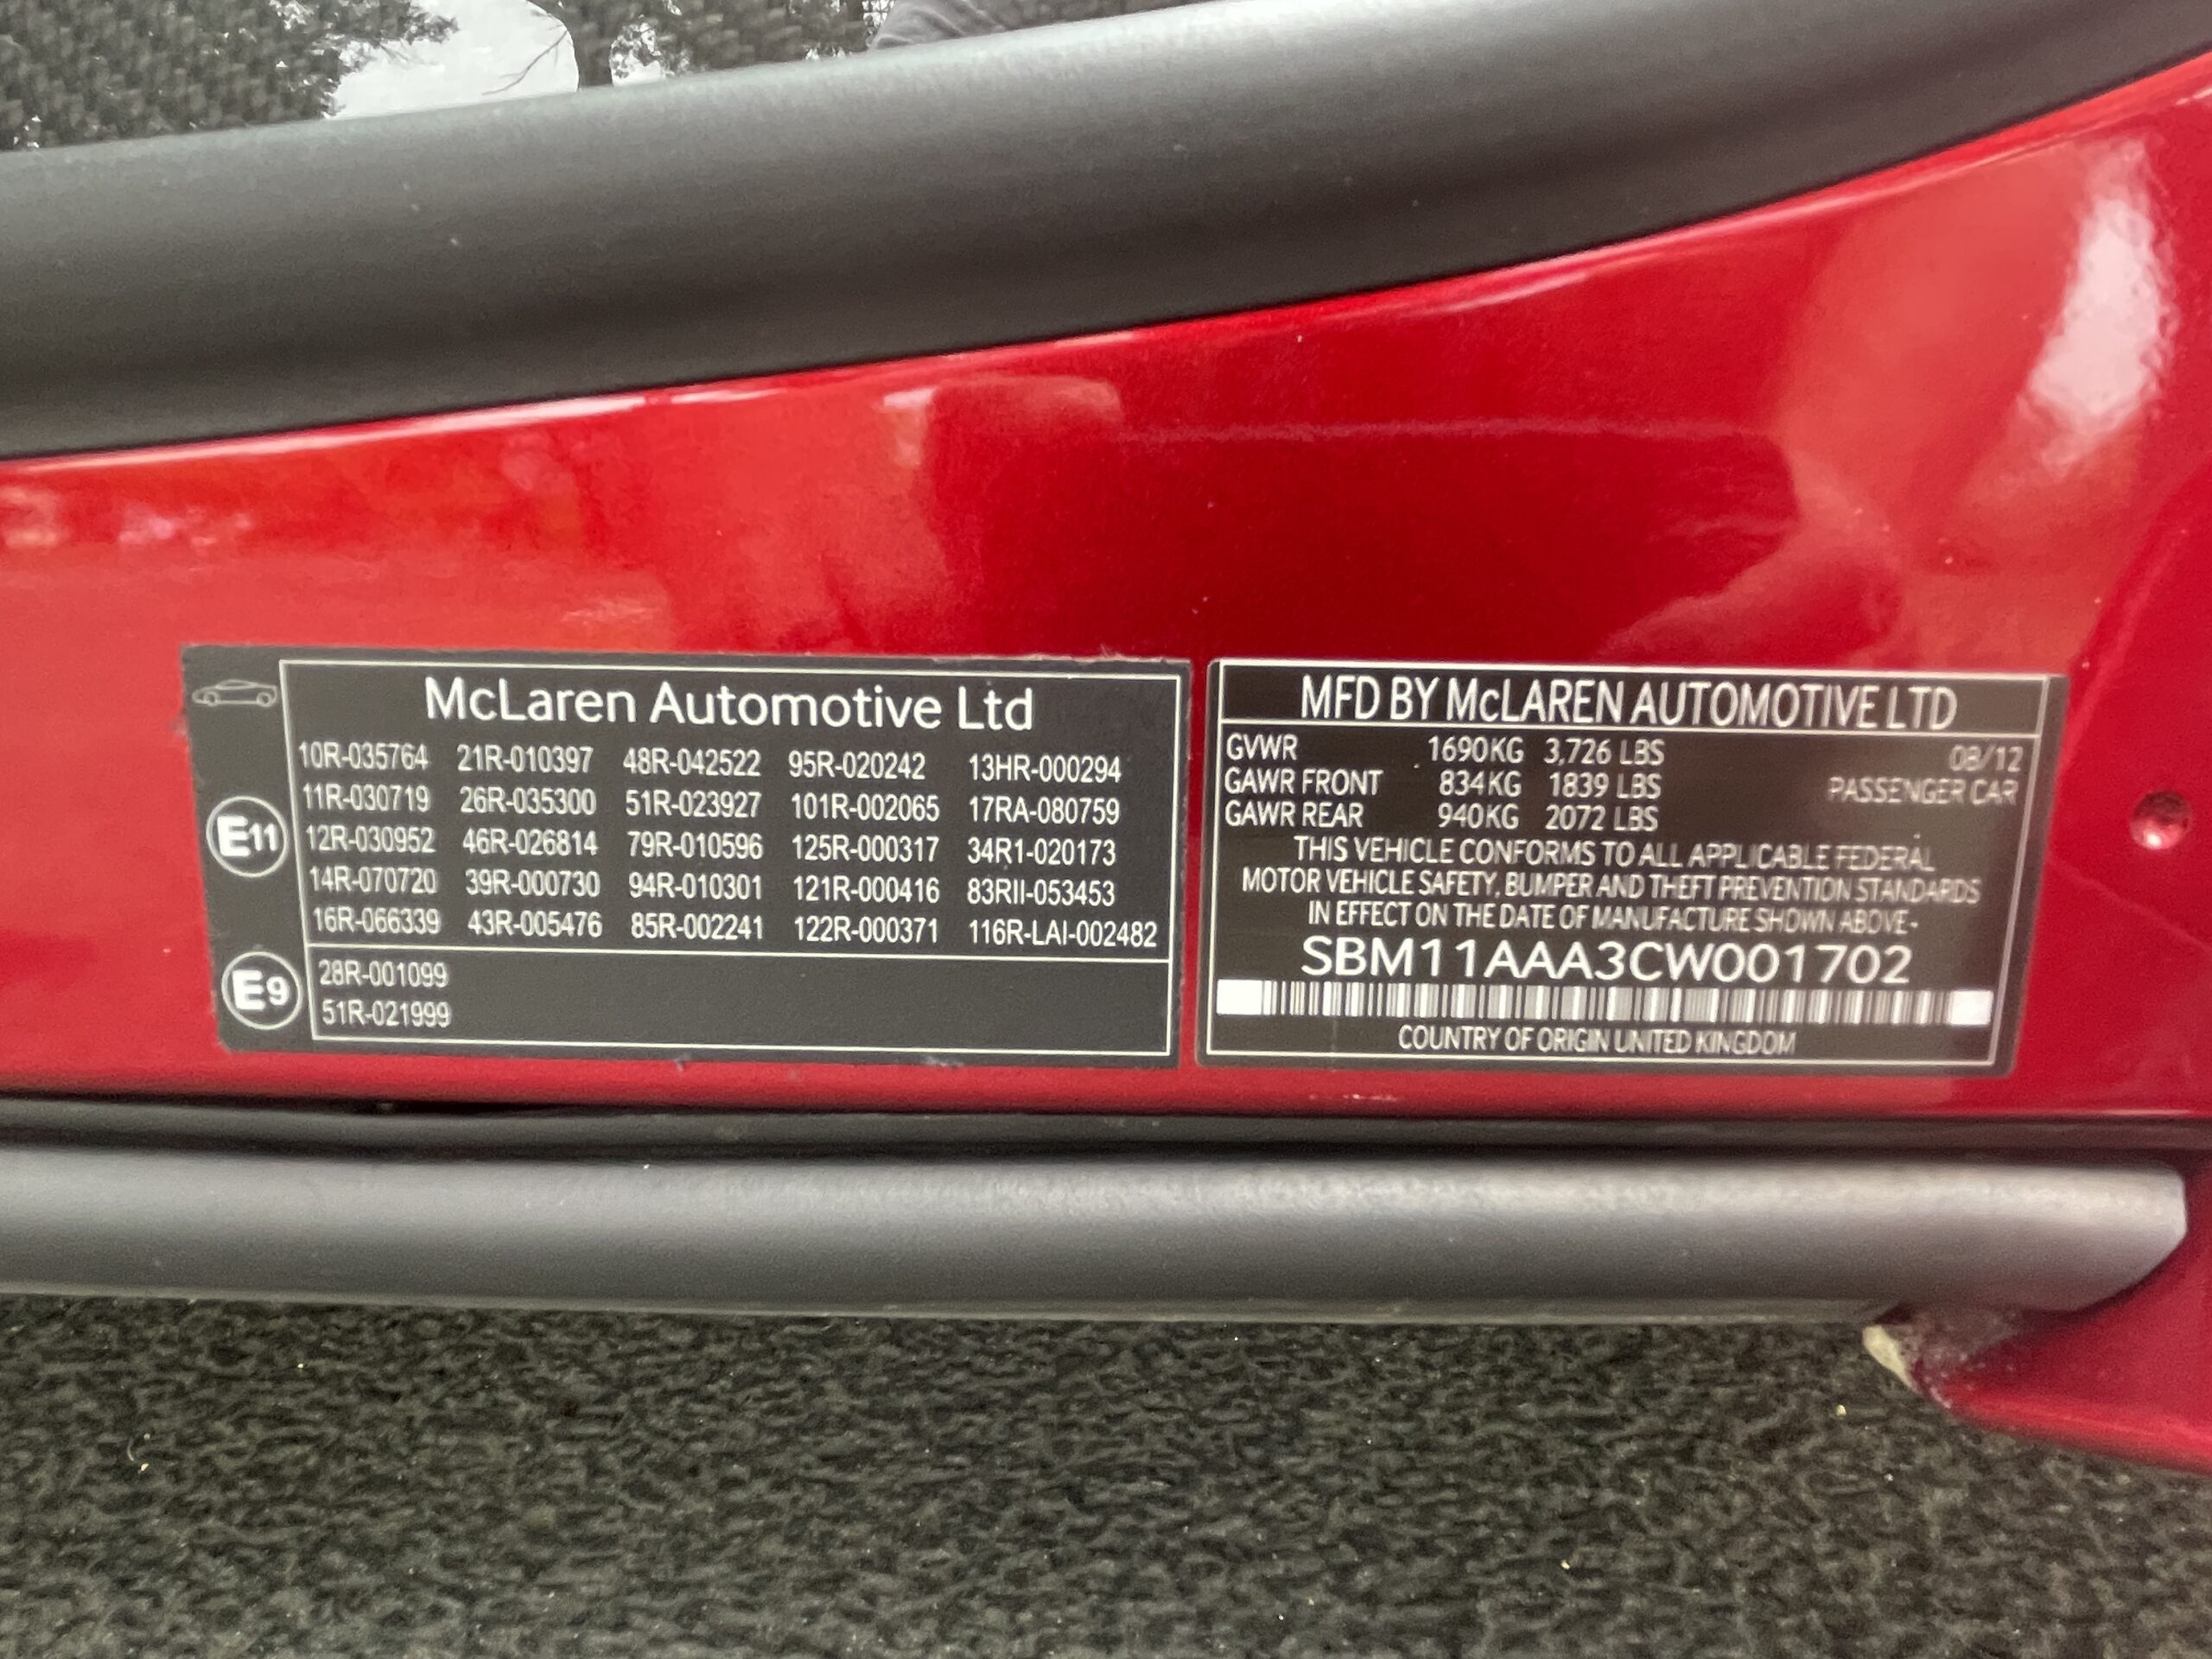 McLaren Automotive Ltd
10R-035764 21R-010397 48R-042522 95R-020242 13HR-000294
11R-030719 26R-035300 51R-023927 101R-002065 17RA-080759
E11
12R-030952 46R-026814 79R-010596 125R-000317 34R1-020173
14R-070720 39R-000730 94R-010301 121R-000416 83RII-053453
16R-066339 43R-005476 85R-002241 122R-000371 116R-LAI-002482
E9
28R-001099
51R-021999
MFD BY McLAREN AUTOMOTIVE LTD
GVWR 1690KG 3,726 LBS 08/12
GAWR FRONT 834KG 1839 LBS PASSENGER CAR
GAWR REAR 940KG 2072 LBS
THIS VEHICLE CONFORMS TO ALL APPLICABLE FEDERAL
MOTOR VEHICLE SAFETY, BUMPER AND THEFT PREVENTION STANDARDS
IN EFFECT ON THE DATE OF MANUFACTURE SHOWN ABOVE-
SBM11AAA3CW001702
COUNTRY OF ORIGIN UNITED KINGDOM